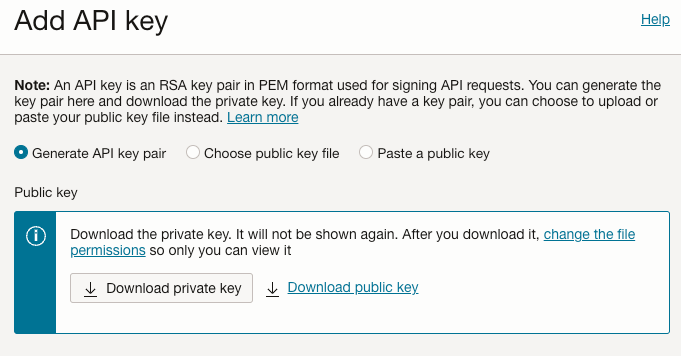 Add API key
Help
Note: An API key is an RSA key pair in PEM format used for signing API requests. You can generate the
key pair here and download the private key. If you already have a key pair, you can choose to upload or
paste your public key file instead. Learn more
Generate API key pair Choose public key file Paste a public key
Public key
Download the private key. It will not be shown again. After you download it, change the file
permissions so only you can view it
Download private key Download public key